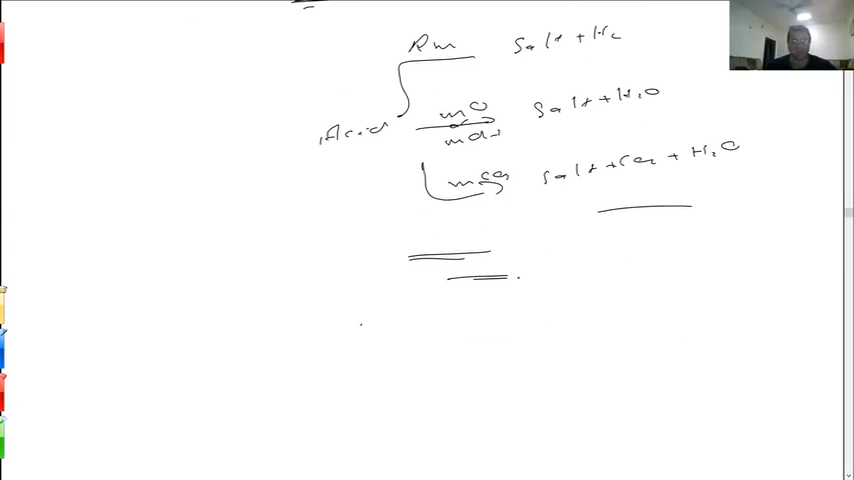 Rm Salt + H2
Acid mO Salt + H2O
mOH
mCO3 Salt + CO2 + H2O